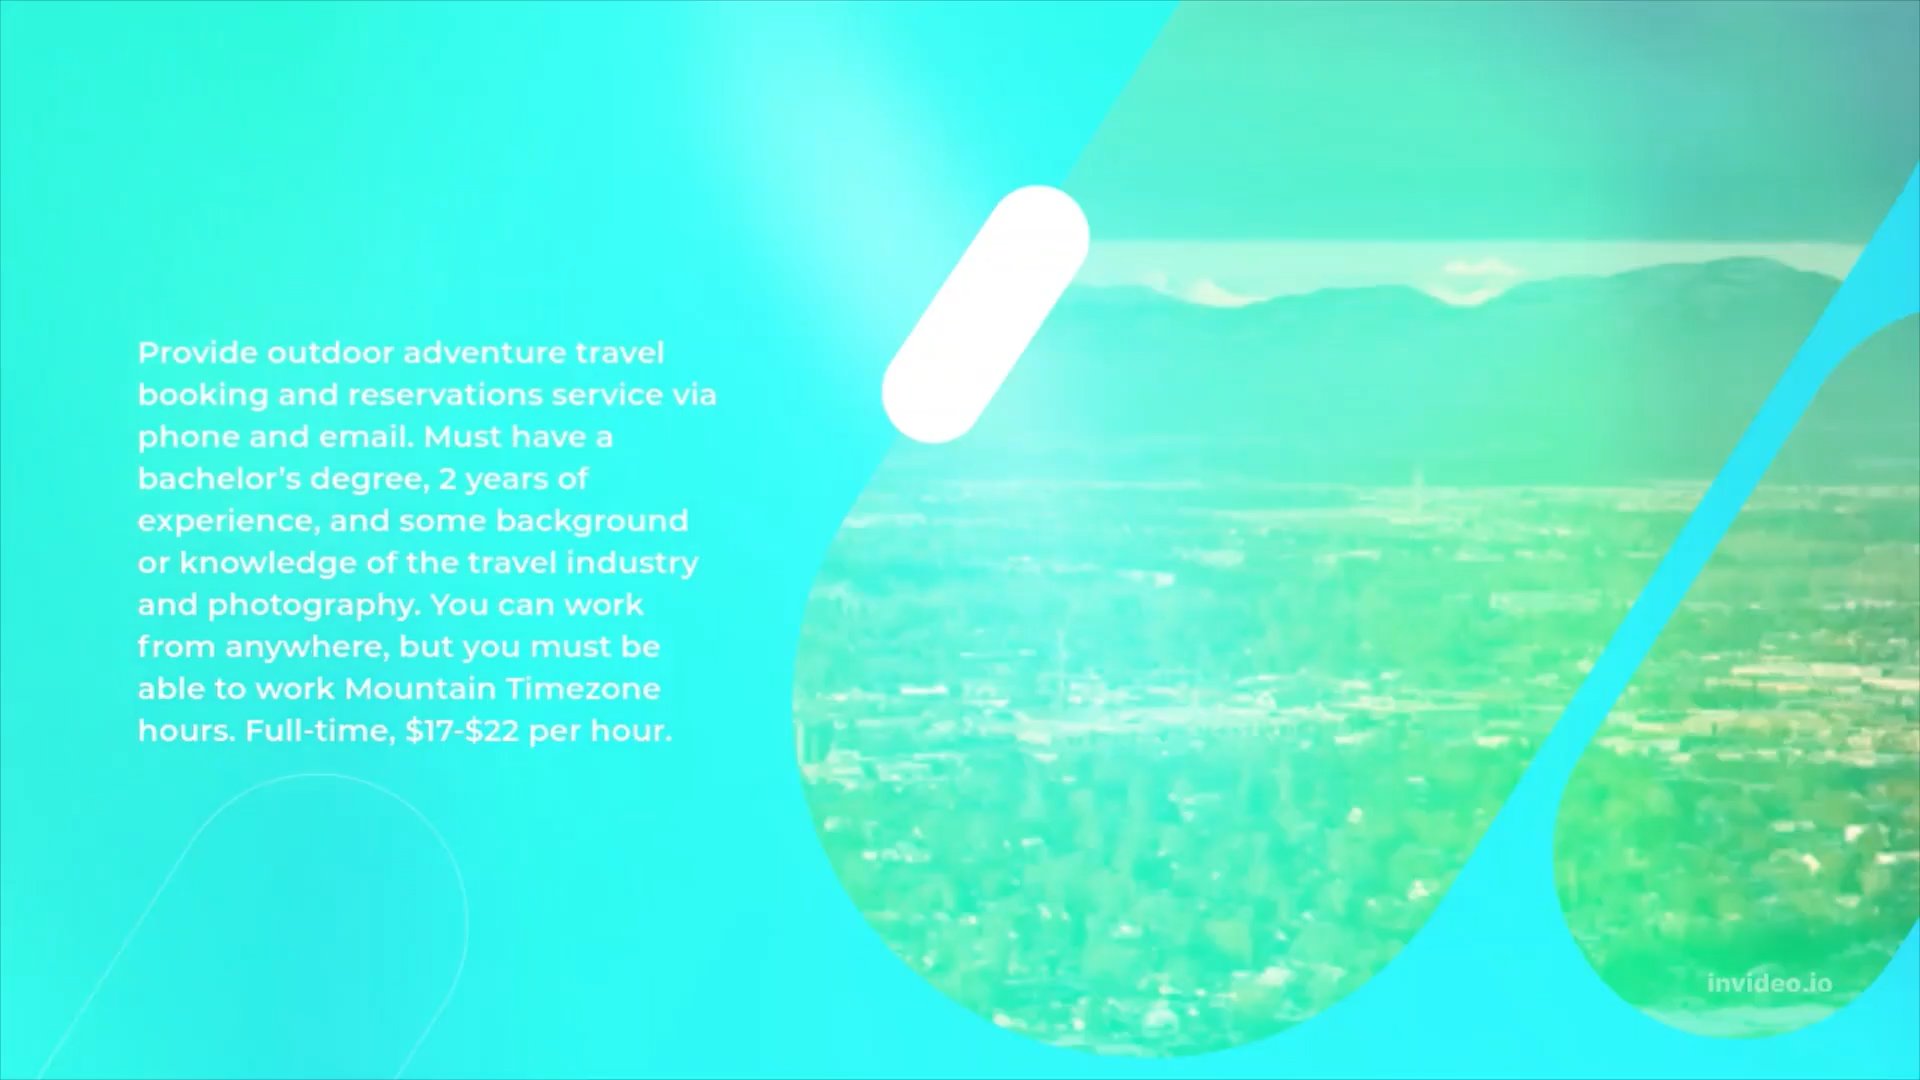 Provide outdoor adventure travel
booking and reservations service via
phone and email. Must have a
bachelor’s degree, 2 years of
experience, and some background
or knowledge of the travel industry
and photography. You can work
from anywhere, but you must be
able to work Mountain Timezone
hours. Full-time, $17-$22 per hour.
invideo.io